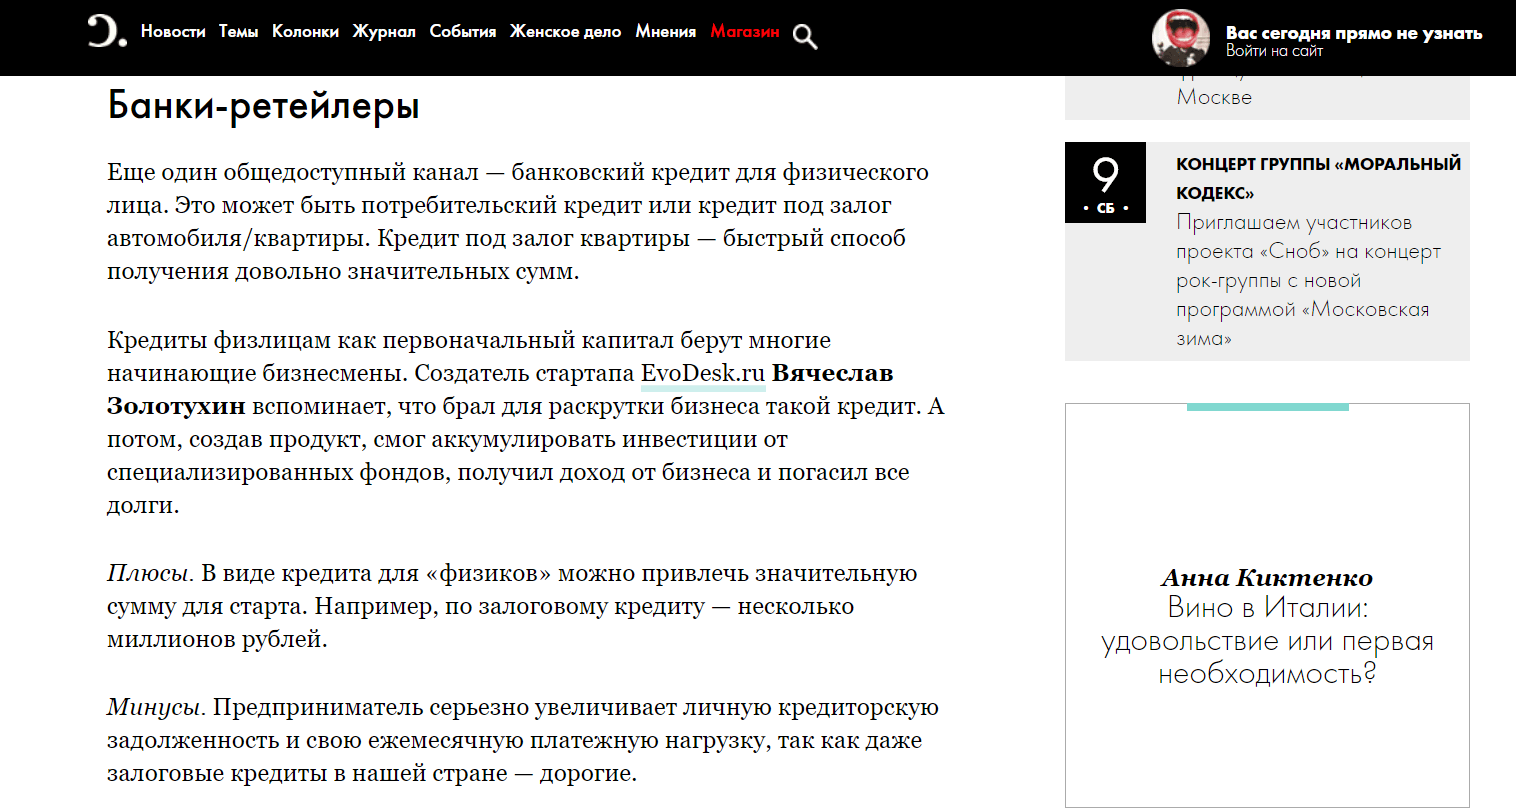 Новости Темы Колонки Журнал События Женское дело Мнения Магазин
Вас сегодня прямо не узнать
Войти на сайт
Банки-ретейлеры
Еще один общедоступный канал — банковский кредит для физического
лица. Это может быть потребительский кредит или кредит под залог
автомобиля/квартиры. Кредит под залог квартиры — быстрый способ
получения довольно значительных сумм.
Кредиты физлицам как первоначальный капитал берут многие
начинающие бизнесмены. Создатель стартапа EvoDesk.ru Вячеслав
Золотухин вспоминает, что брал для раскрутки бизнеса такой кредит. А
потом, создав продукт, смог аккумулировать инвестиции от
специализированных фондов, получил доход от бизнеса и погасил все
долги.
Плюсы. В виде кредита для «физиков» можно привлечь значительную
сумму для старта. Например, по залоговому кредиту — несколько
миллионов рублей.
Минусы. Предприниматель серьезно увеличивает личную кредиторскую
задолженность и свою ежемесячную платежную нагрузку, так как даже
залоговые кредиты в нашей стране — дорогие.
Москве
9
• СБ •
КОНЦЕРТ ГРУППЫ «МОРАЛЬНЫЙ
КОДЕКС»
Приглашаем участников
проекта «Сноб» на концерт
рок-группы с новой
программой «Московская
зима»
Анна Киктенко
Вино в Италии:
удовольствие или первая
необходимость?